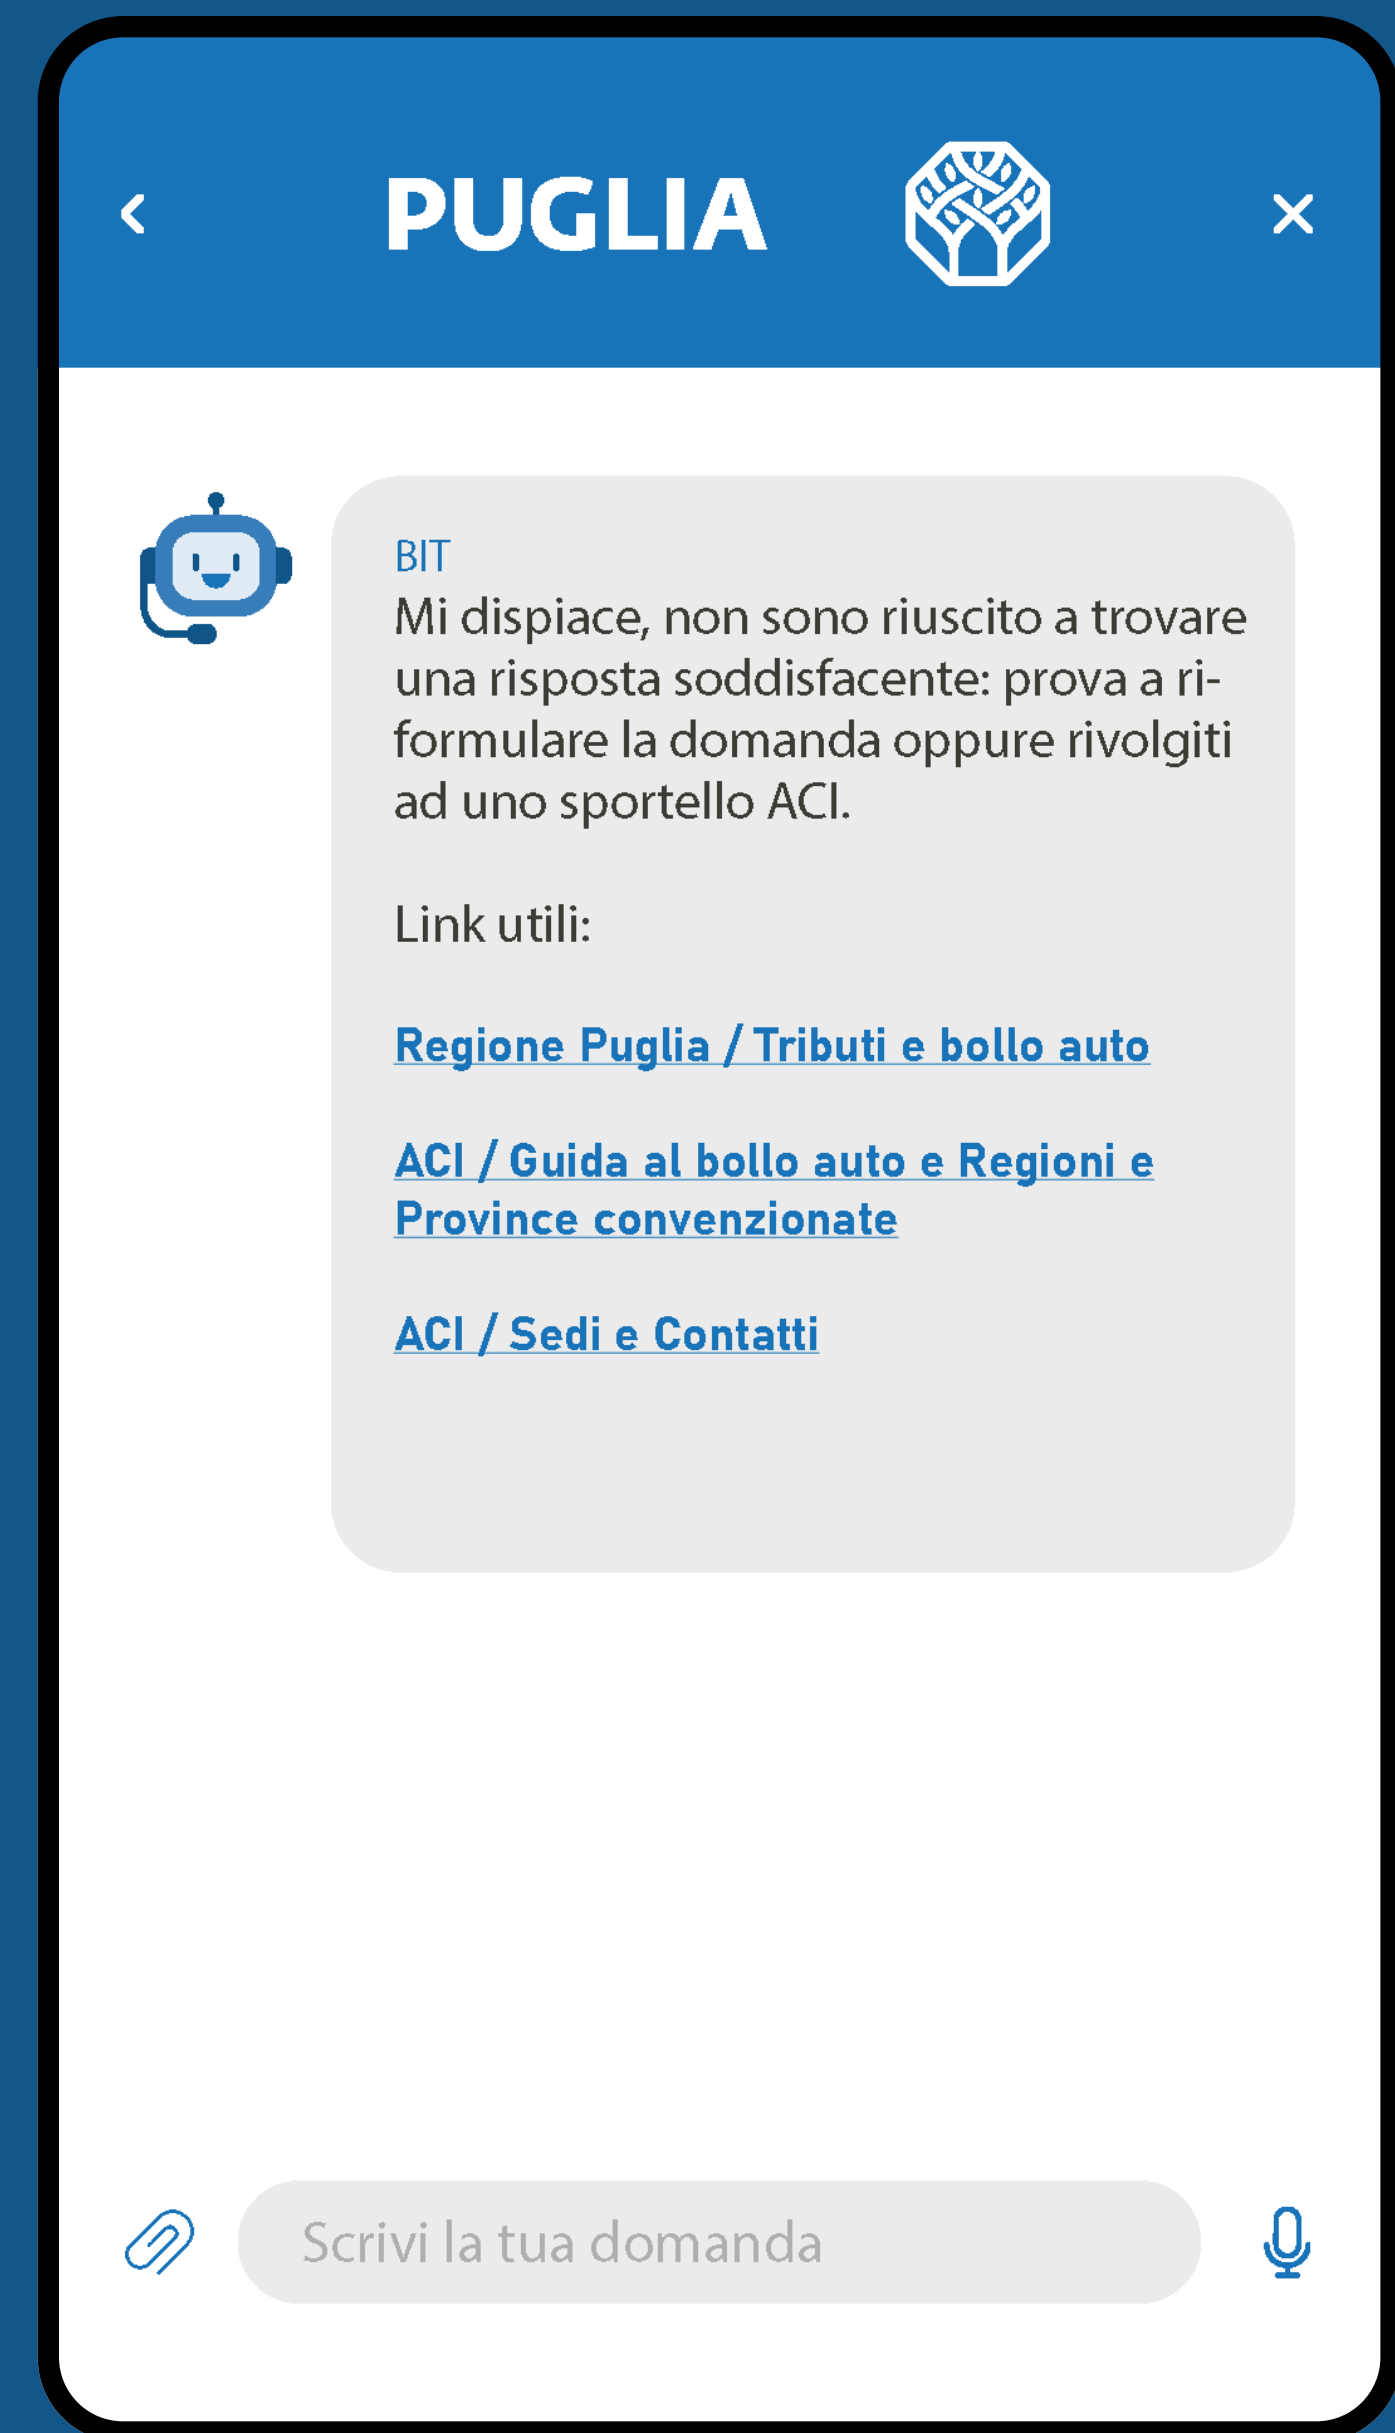 PUGLIA
BIT
Mi dispiace, non sono riuscito a trovare
una risposta soddisfacente: prova a ri-
formulare la domanda oppure rivolgiti
ad uno sportello ACI.
Link utili:
Regione Puglia / Tributi e bollo auto
ACI / Guida al bollo auto e Regioni e
Province convenzionate
ACI / Sedi e Contatti
Scrivi la tua domanda